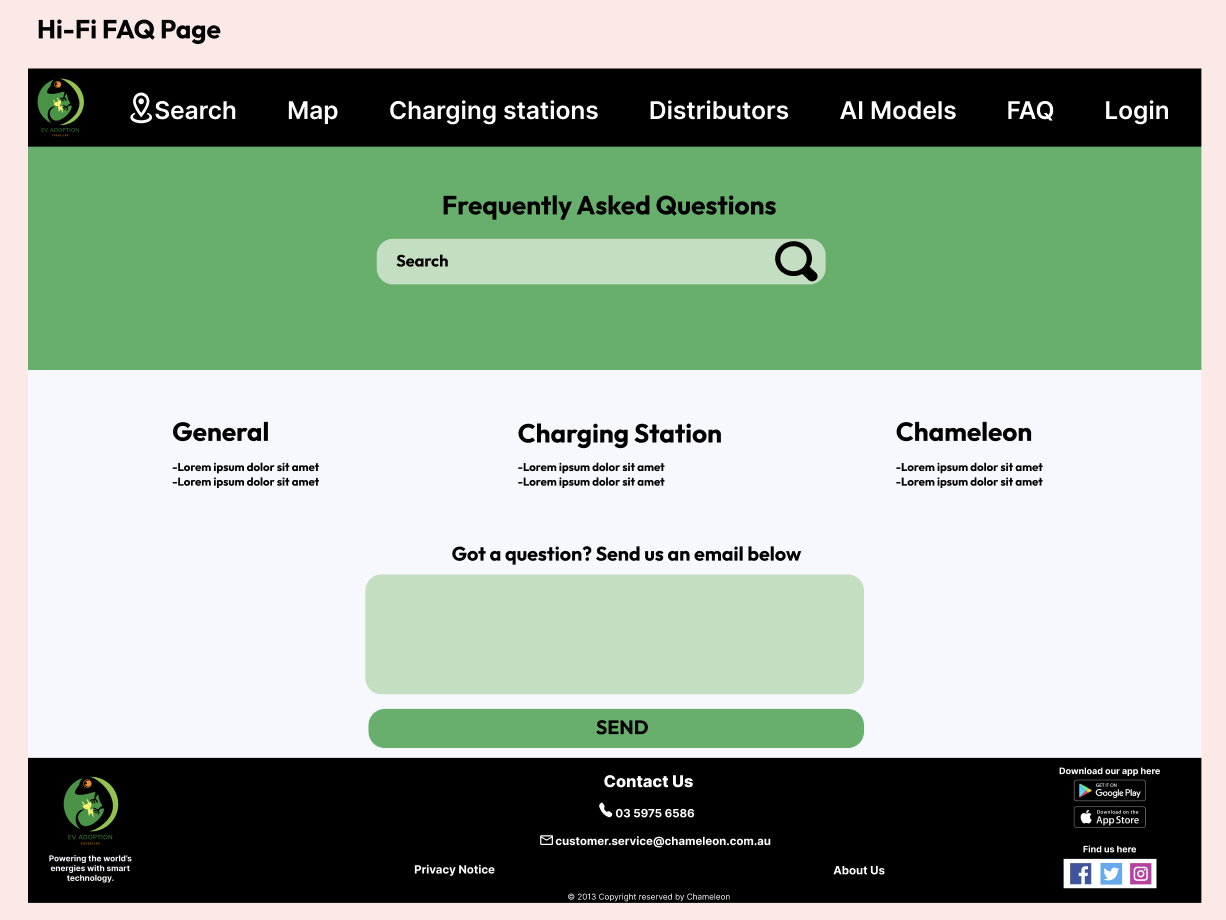 Hi-Fi FAQ Page
EV ADOPTION
Search Map Charging stations Distributors AI Models FAQ Login
Frequently Asked Questions
Search
General
-Lorem ipsum dolor sit amet
-Lorem ipsum dolor sit amet
Charging Station
-Lorem ipsum dolor sit amet
-Lorem ipsum dolor sit amet
Chameleon
-Lorem ipsum dolor sit amet
-Lorem ipsum dolor sit amet
Got a question? Send us an email below
SEND
EV ADOPTION
Powering the world's
energies with smart
technology.
Contact Us
03 5975 6586
customer.service@chameleon.com.au
Privacy Notice
About Us
© 2013 Copyright reserved by Chameleon
Download our app here
GET IT ON
Google Play
Download on the
App Store
Find us here